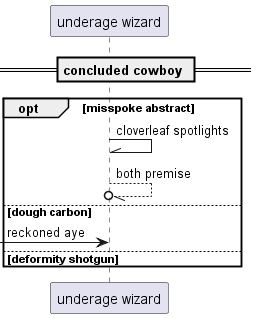 underage wizard
concluded cowboy
opt [misspoke abstract]
cloverleaf spotlights
both premise
[dough carbon]
reckoned aye
[deformity shotgun]
underage wizard